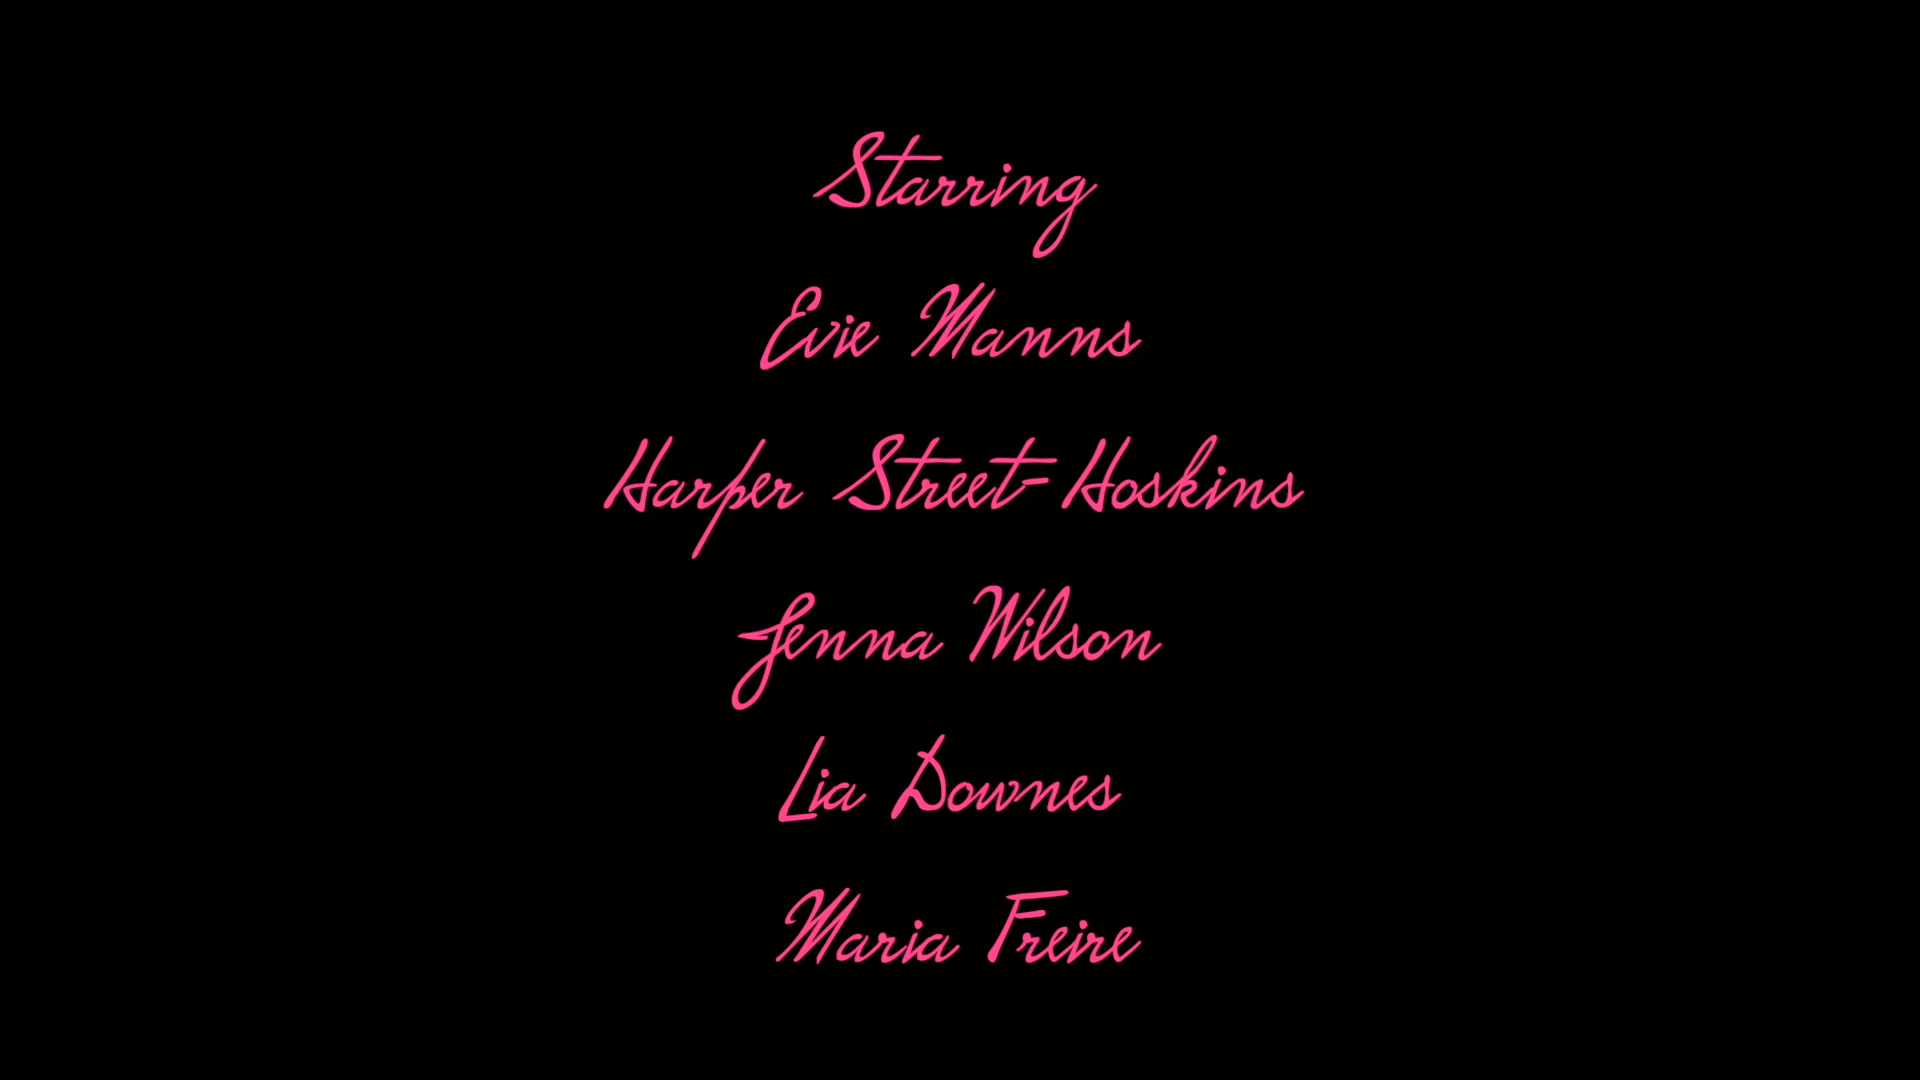 Starring
Evie Manns
Harper Street-Hoskins
Jenna Wilson
Lia Downes
Maria Freire